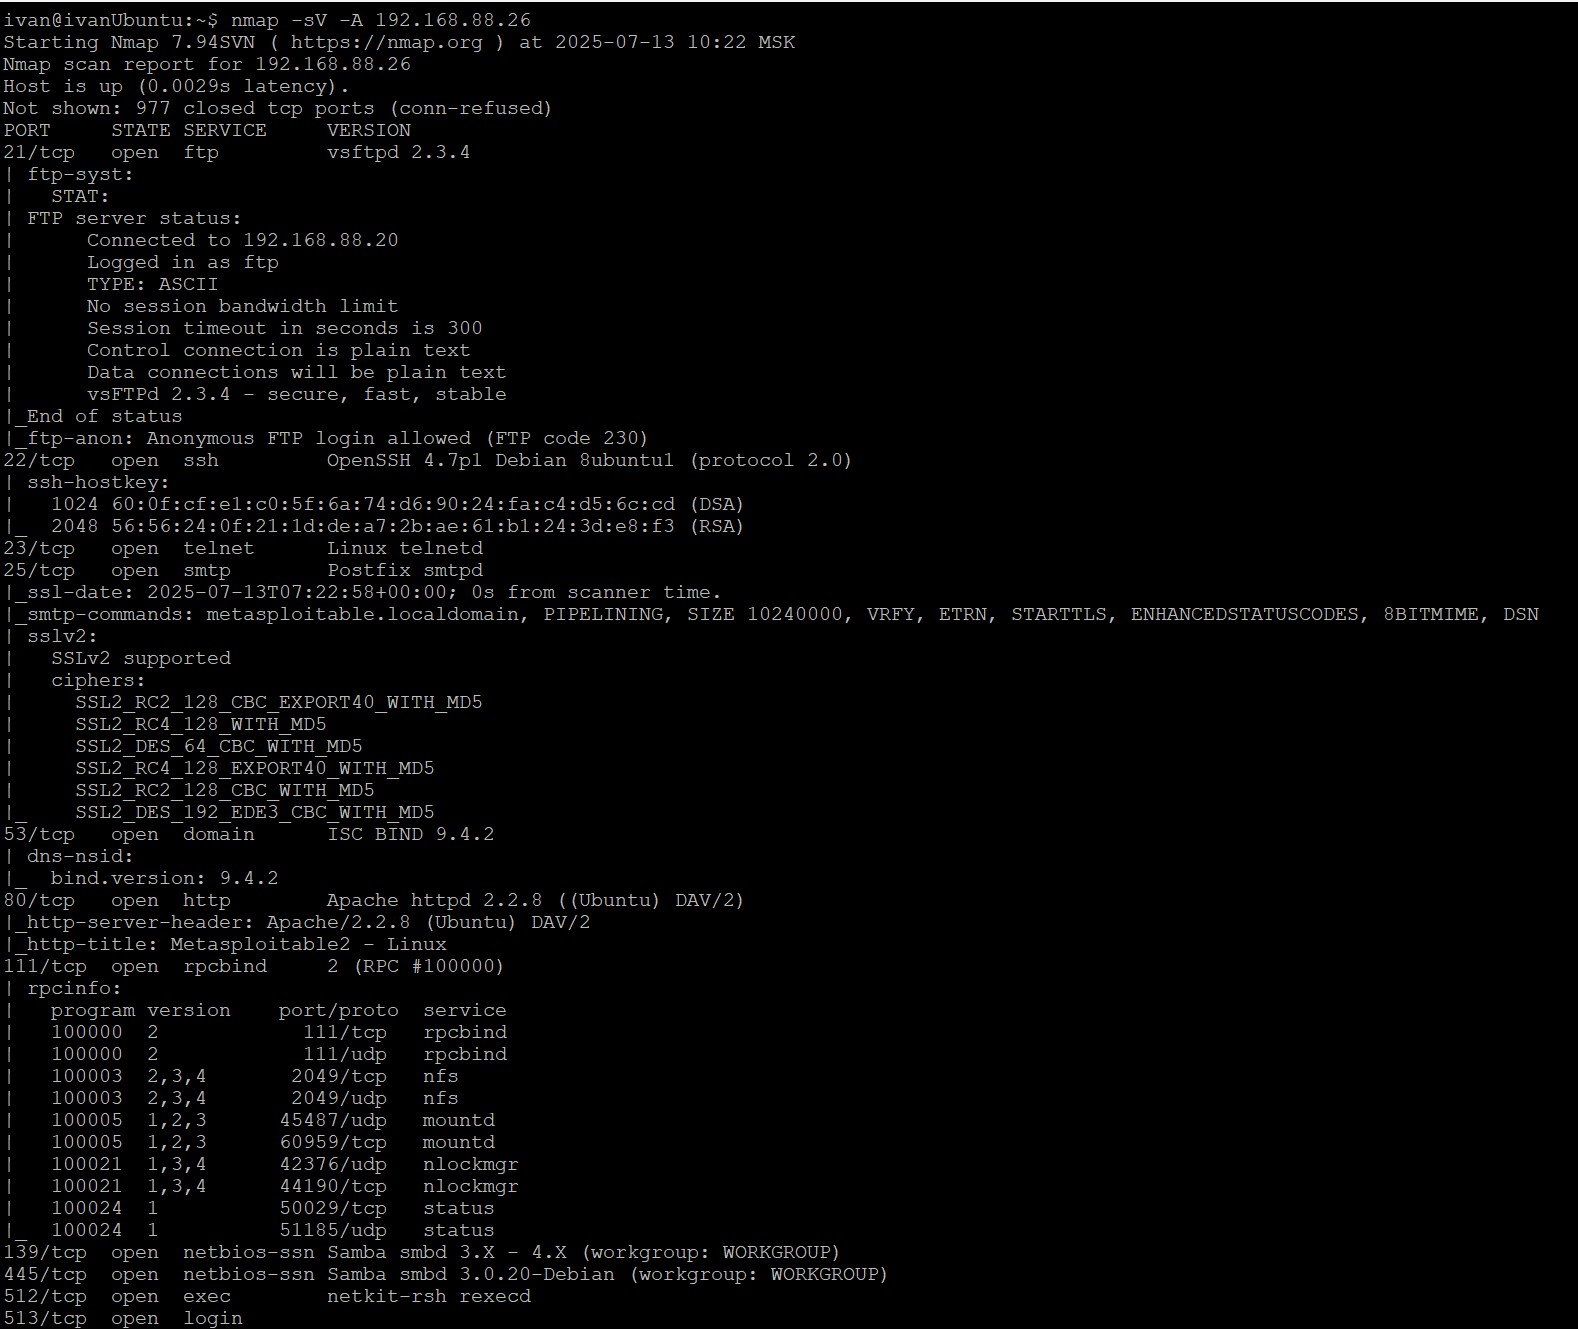 ivan@ivanUbuntu:~$ nmap -sV -A 192.168.88.26
Starting Nmap 7.94SVN ( https://nmap.org ) at 2025-07-13 10:22 MSK
Nmap scan report for 192.168.88.26
Host is up (0.0029s latency).
Not shown: 977 closed tcp ports (conn-refused)
PORT     STATE SERVICE     VERSION
21/tcp   open  ftp         vsftpd 2.3.4
| ftp-syst:
|   STAT:
| FTP server status:
|      Connected to 192.168.88.20
|      Logged in as ftp
|      TYPE: ASCII
|      No session bandwidth limit
|      Session timeout in seconds is 300
|      Control connection is plain text
|      Data connections will be plain text
|      vsFTPd 2.3.4 - secure, fast, stable
|_End of status
|_ftp-anon: Anonymous FTP login allowed (FTP code 230)
22/tcp   open  ssh         OpenSSH 4.7p1 Debian 8ubuntu1 (protocol 2.0)
| ssh-hostkey:
|   1024 60:0f:cf:e1:c0:5f:6a:74:d6:90:24:fa:c4:d5:6c:cd (DSA)
|_  2048 56:56:24:0f:21:1d:de:a7:2b:ae:61:b1:24:3d:e8:f3 (RSA)
23/tcp   open  telnet      Linux telnetd
25/tcp   open  smtp        Postfix smtpd
|_ssl-date: 2025-07-13T07:22:58+00:00; 0s from scanner time.
|_smtp-commands: metasploitable.localdomain, PIPELINING, SIZE 10240000, VRFY, ETRN, STARTTLS, ENHANCEDSTATUSCODES, 8BITMIME, DSN
| sslv2:
|   SSLv2 supported
|   ciphers:
|     SSL2_RC2_128_CBC_EXPORT40_WITH_MD5
|     SSL2_RC4_128_WITH_MD5
|     SSL2_DES_64_CBC_WITH_MD5
|     SSL2_RC4_128_EXPORT40_WITH_MD5
|     SSL2_RC2_128_CBC_WITH_MD5
|_    SSL2_DES_192_EDE3_CBC_WITH_MD5
53/tcp   open  domain      ISC BIND 9.4.2
| dns-nsid:
|_  bind.version: 9.4.2
80/tcp   open  http        Apache httpd 2.2.8 ((Ubuntu) DAV/2)
|_http-server-header: Apache/2.2.8 (Ubuntu) DAV/2
|_http-title: Metasploitable2 - Linux
111/tcp  open  rpcbind     2 (RPC #100000)
| rpcinfo:
|   program version    port/proto  service
|   100000  2            111/tcp   rpcbind
|   100000  2            111/udp   rpcbind
|   100003  2,3,4       2049/tcp   nfs
|   100003  2,3,4       2049/udp   nfs
|   100005  1,2,3      45487/udp   mountd
|   100005  1,2,3      60959/tcp   mountd
|   100021  1,3,4      42376/udp   nlockmgr
|   100021  1,3,4      44190/tcp   nlockmgr
|   100024  1          50029/tcp   status
|_  100024  1          51185/udp   status
139/tcp  open  netbios-ssn Samba smbd 3.X - 4.X (workgroup: WORKGROUP)
445/tcp  open  netbios-ssn Samba smbd 3.0.20-Debian (workgroup: WORKGROUP)
512/tcp  open  exec        netkit-rsh rexecd
513/tcp  open  login